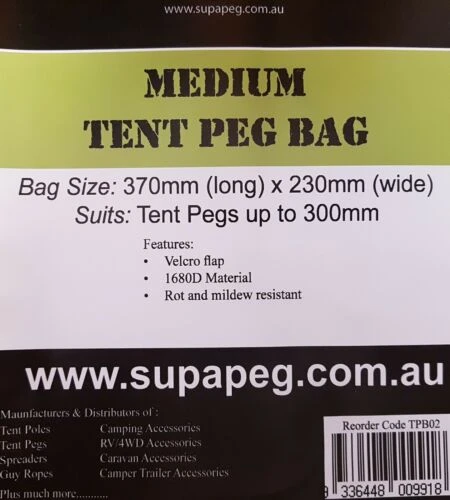 www.supapeg.com.au
MEDIUM
TENT PEG BAG
Bag Size: 370mm (long) x 230mm (wide)
Suits: Tent Pegs up to 300mm
Features:
• Velcro flap
• 1680D Material
• Rot and mildew resistant
www.supapeg.com.au
Maunfacturers & Distributors of :
Tent Poles Camping Accessories
Tent Pegs RV/4WD Accessories
Spreaders Caravan Accessories
Guy Ropes Camper Trailer Accessories
Plus much more...........
Reorder Code TPB02
9 336448 009918